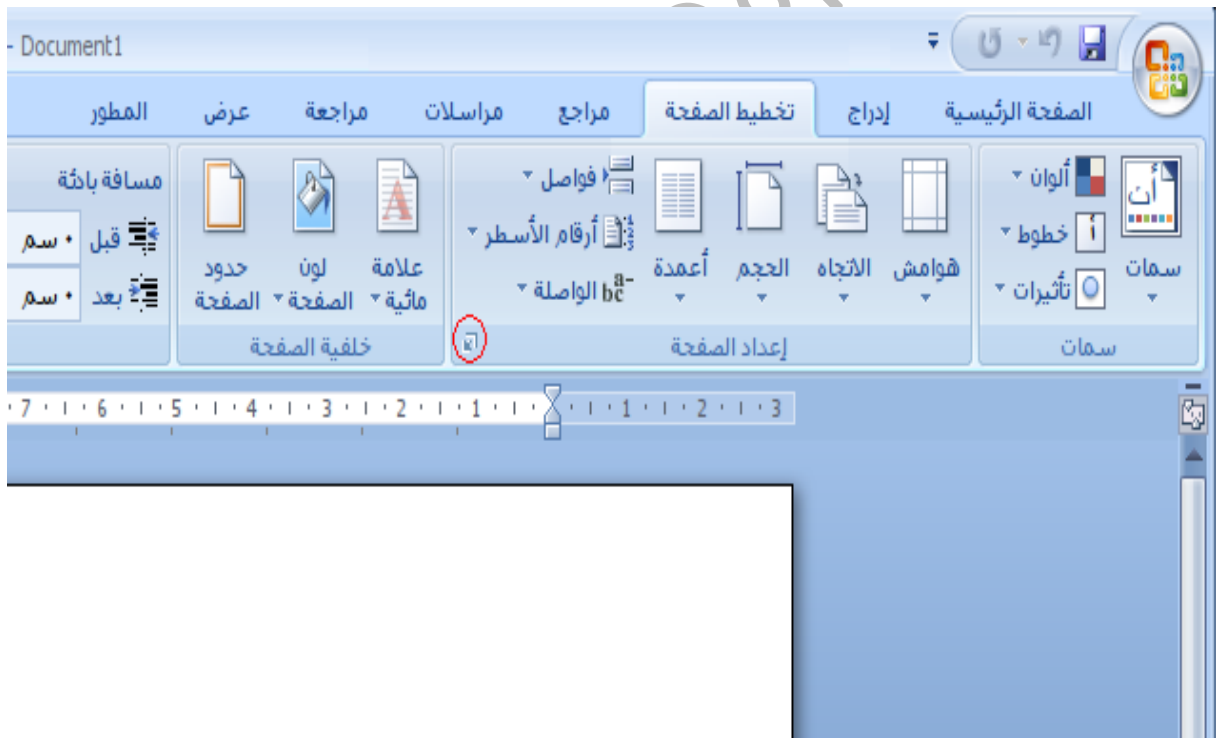 - Document1
الصفحة الرئيسية إدراج تخطيط الصفحة مراجع مراسلات مراجعة عرض المطور
ألوان
خطوط
تأثيرات
سمات
سمات
هوامش
الاتجاه
الحجم
أعمدة
فواصل
أرقام الأسطر
الواصلة
إعداد الصفحة
علامة
مائية
لون
الصفحة
حدود
الصفحة
خلفية الصفحة
مسافة بادئة
قبل ٠ سم
بعد ٠ سم
7 6 5 4 3 2 1 1 2 3